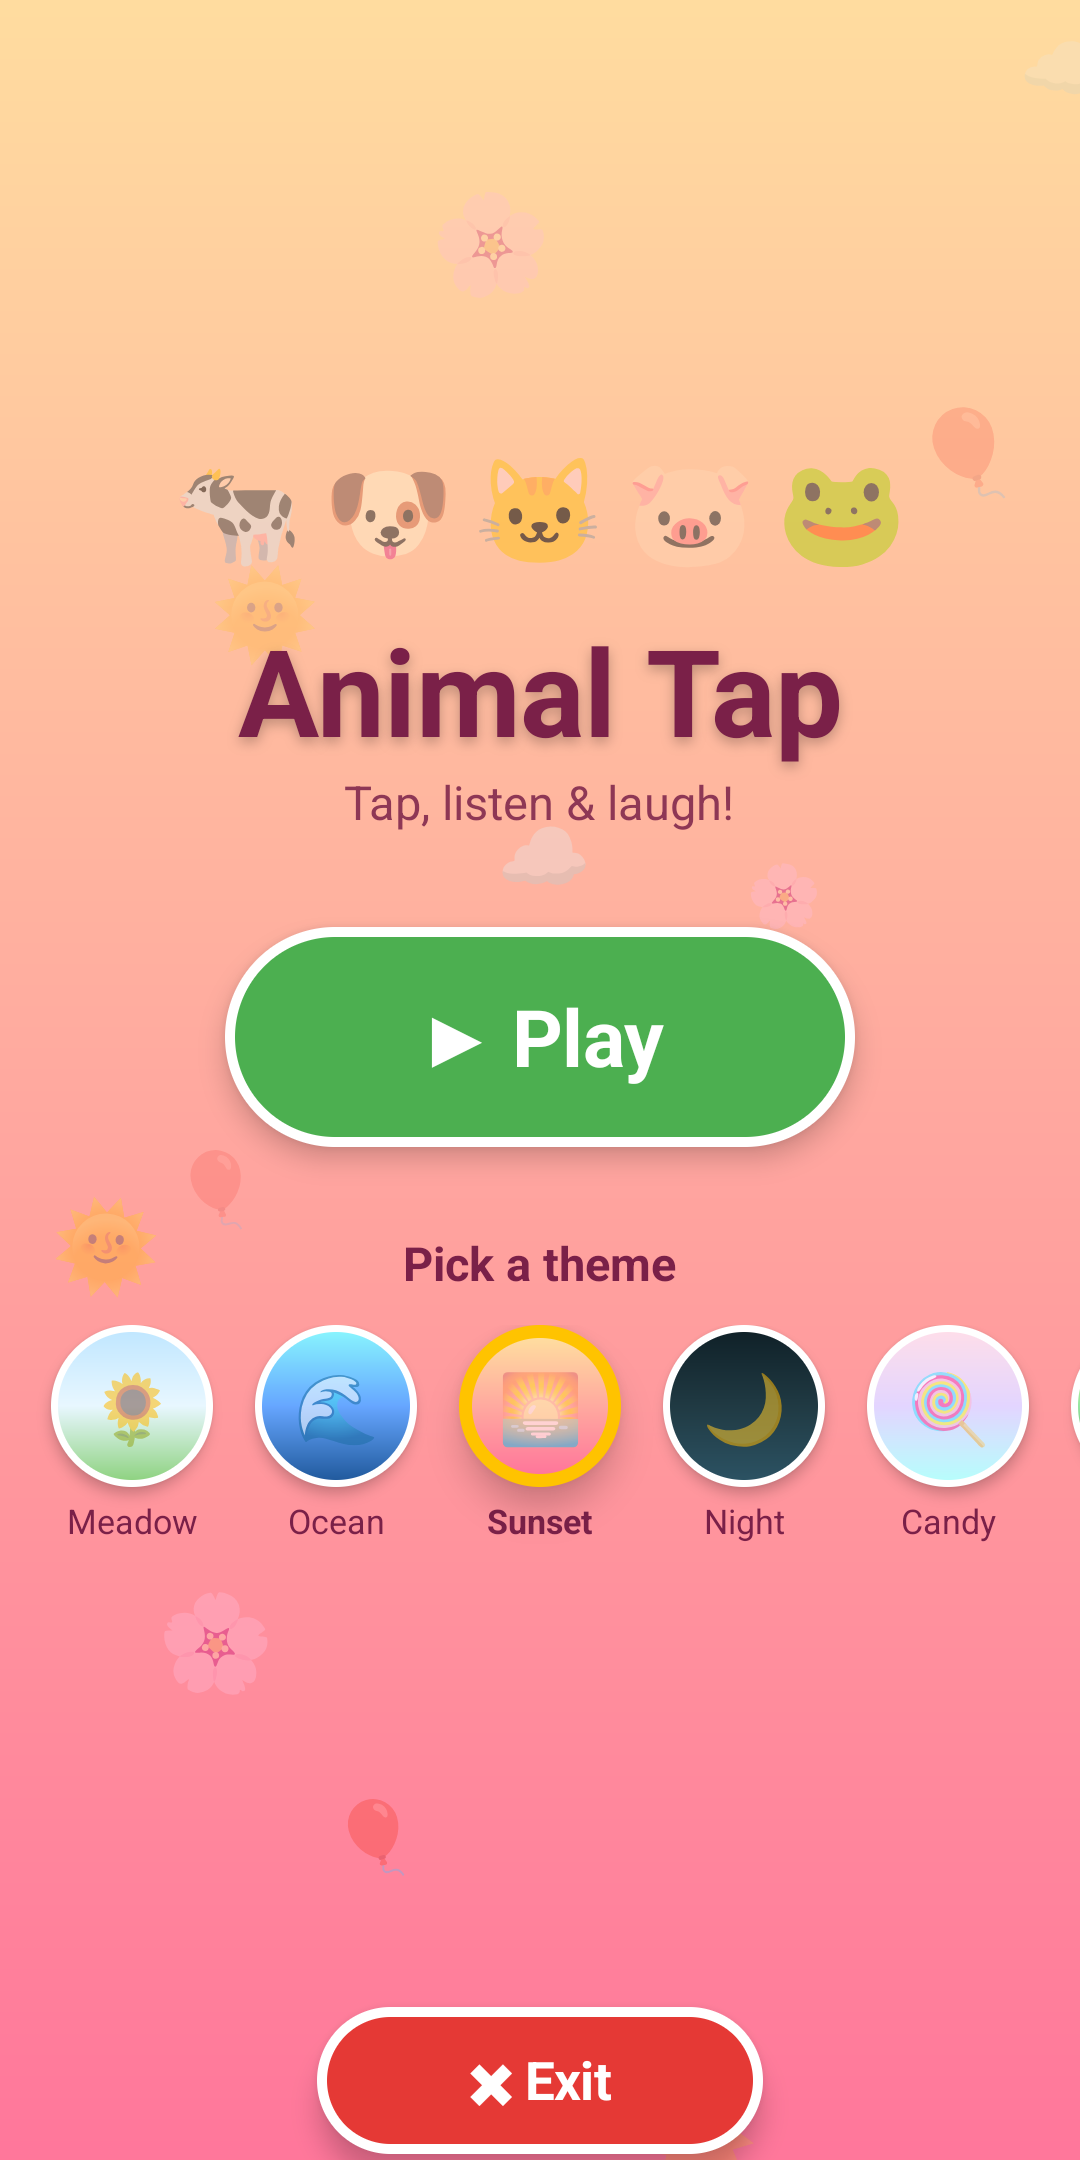 Animal Tap
Tap, listen & laugh!
▶ Play
Pick a theme
Meadow Ocean Sunset Night Candy
✖ Exit